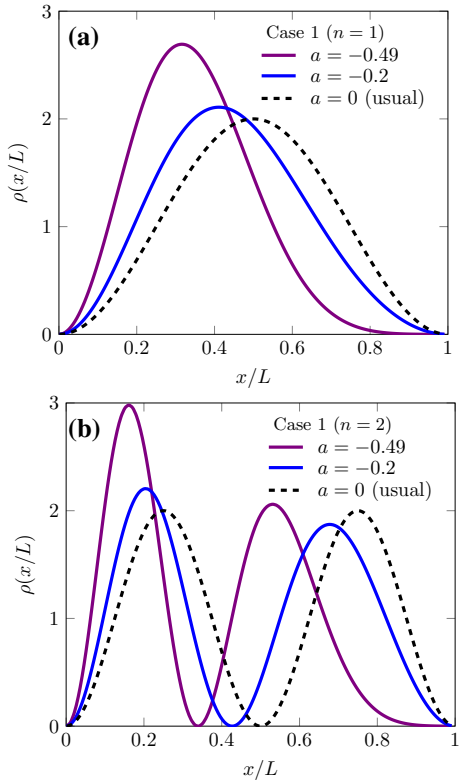 (a)
Case 1 (n = 1)
a = −0.49
a = −0.2
a = 0 (usual)
3
2
1
0
ρ(x/L)
0 0.2 0.4 0.6 0.8 1
x/L
(b)
Case 1 (n = 2)
a = −0.49
a = −0.2
a = 0 (usual)
3
2
1
0
ρ(x/L)
0 0.2 0.4 0.6 0.8 1
x/L